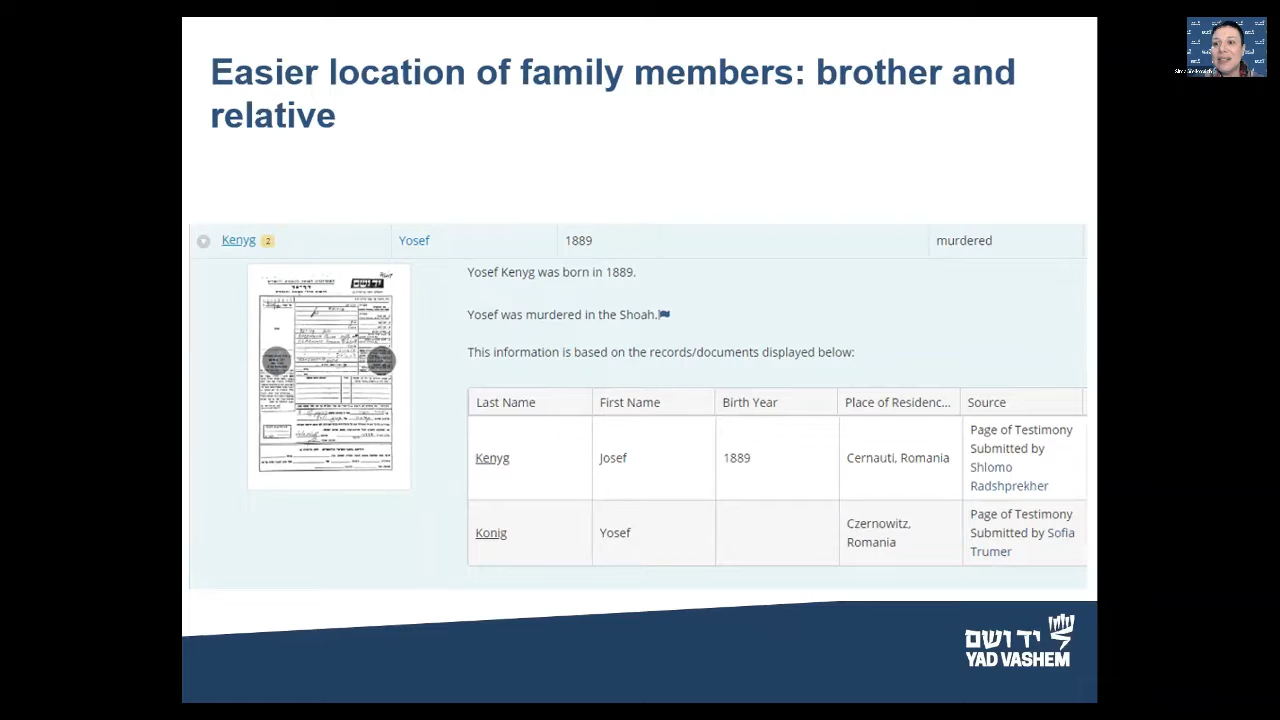 Easier location of family members: brother and
relative
Kenyg 2 Yosef 1889 murdered
Yosef Kenyg was born in 1889.
Yosef was murdered in the Shoah.
This information is based on the records/documents displayed below:
Last Name First Name Birth Year Place of Residenc... Source
Kenyg Josef 1889 Cernauti, Romania Page of Testimony
Submitted by
Shlomo
Radshprekher
Konig Yosef Czernowitz,
Romania Page of Testimony
Submitted by Sofia
Trumer
יד ושם
YAD VASHEM